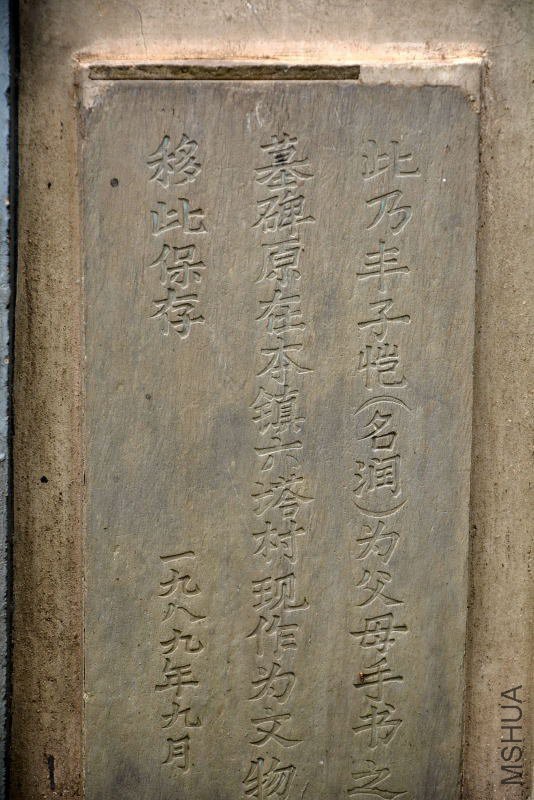 此乃丰子恺(名润)为父母手书之
墓碑原在本镇六塔村现作为文物
移此保存 一九八九年九月
MSHUA